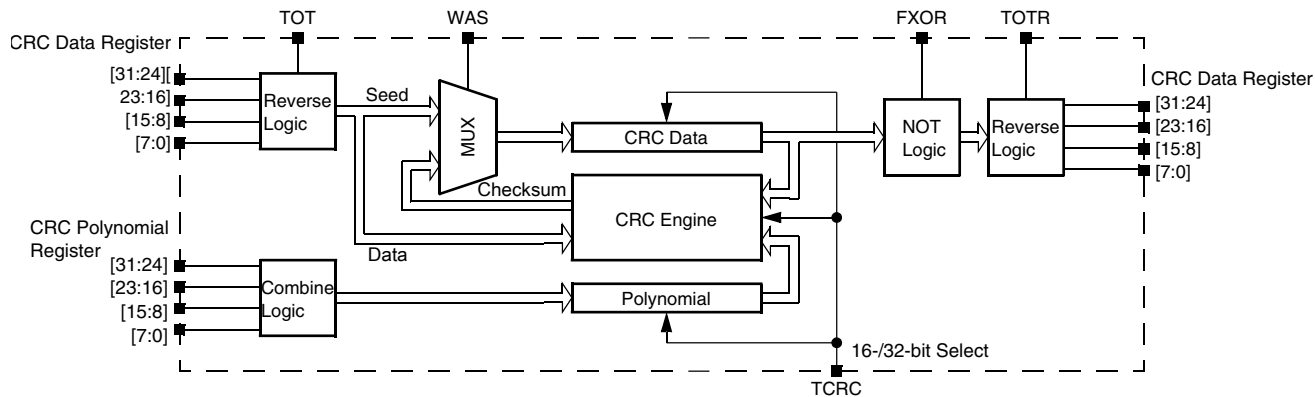 TOT
WAS
FXOR
TOTR
CRC Data Register
[31:24][
23:16]
[15:8]
[7:0]
Reverse
Logic
Seed
MUX
Checksum
Data
CRC Data
CRC Engine
Polynomial
NOT
Logic
Reverse
Logic
CRC Data Register
[31:24]
[23:16]
[15:8]
[7:0]
CRC Polynomial
Register
[31:24]
[23:16]
[15:8]
[7:0]
Combine
Logic
16-/32-bit Select
TCRC